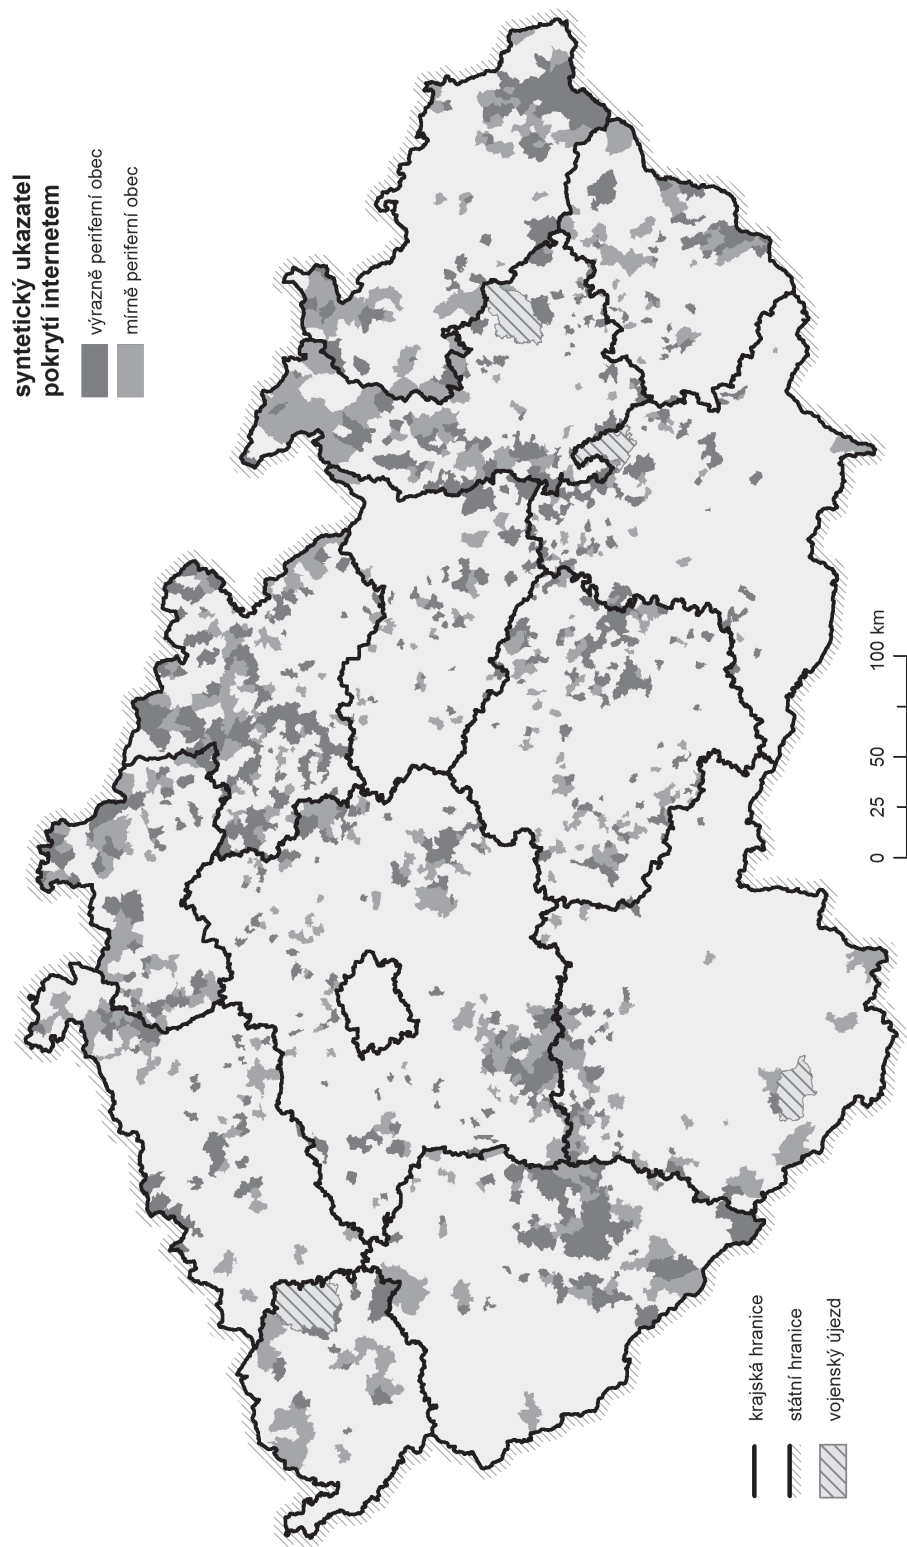 syntetický ukazatel
pokrytí internetem
výrazně periferní obec
mírně periferní obec
krajská hranice
státní hranice
vojenský újezd
0 25 50 100 km